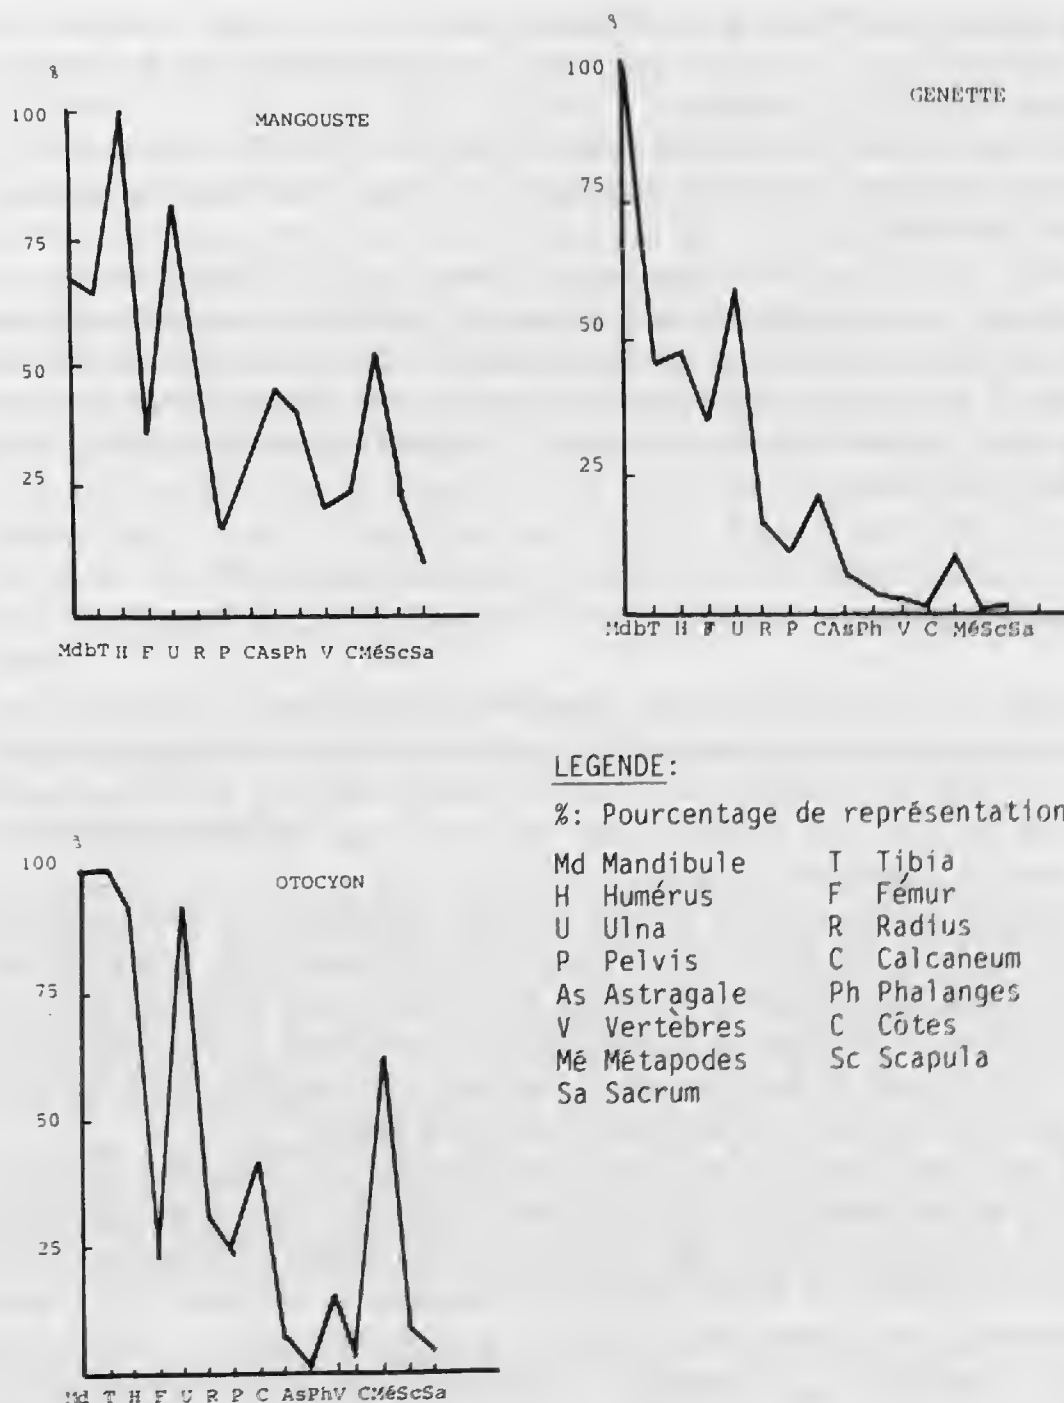 %
100
MANGOUSTE
75
50
25
MdbT H F U R P CAsPh V CMéScSa
%
100
GENETTE
75
50
25
MdbT H F U R P CAsPh V C MéScSa
LEGENDE:
%: Pourcentage de représentation
Md Mandibule T Tibia
H Humérus F Fémur
U Ulna R Radius
P Pelvis C Calcaneum
As Astragale Ph Phalanges
V Vertèbres C Côtes
Mé Métapodes Sc Scapula
Sa Sacrum
100
OTOCYON
75
50
25
Md T H F U R P C AsPhV CMéScSa